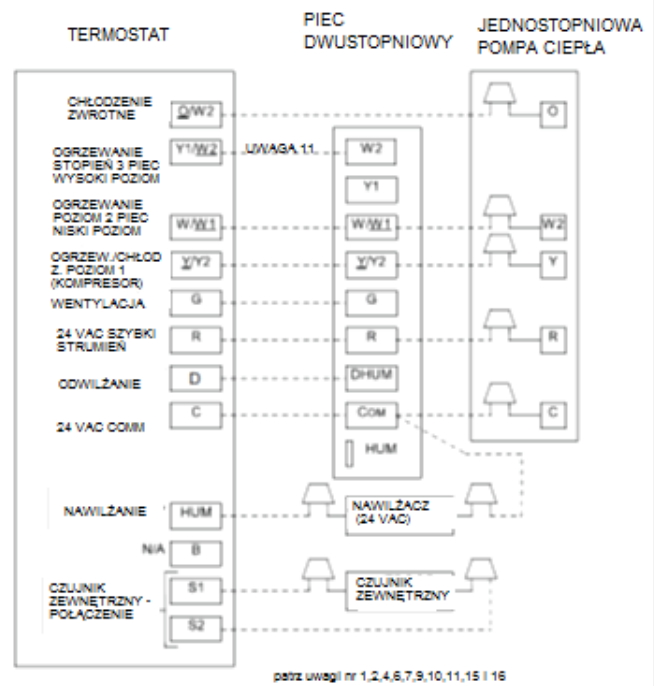 TERMOSTAT
PIEC
DWUSTOPNIOWY
JEDNOSTOPNIOWA
POMPA CIEPŁA
CHŁODZENIE
ZWROTNE
O/W2
O
OGRZEWANIE
STOPIEŃ 3 PIEC
WYSOKI POZIOM
Y1/W2
UWAGA 11
W2
Y1
OGRZEWANIE
POZIOM 2 PIEC
NISKI POZIOM
W/W1
W/W1
W2
OGRZEW./CHŁOD
Z. POZIOM 1
(KOMPRESOR)
Y/Y2
Y/Y2
Y
WENTYLACJA
G
G
24 VAC SZYBKI
STRUMIEŃ
R
R
R
ODWILŻANIE
D
DHUM
24 VAC COMM
C
COM
C
HUM
NAWILŻANIE
HUM
NAWILŻACZ
(24 VAC)
N/A
B
CZUJNIK
ZEWNĘTRZNY -
POŁĄCZENIE
S1
S2
CZUJNIK
ZEWNĘTRZNY
patrz uwagi nr 1,2,4,6,7,9,10,11,15 i 16